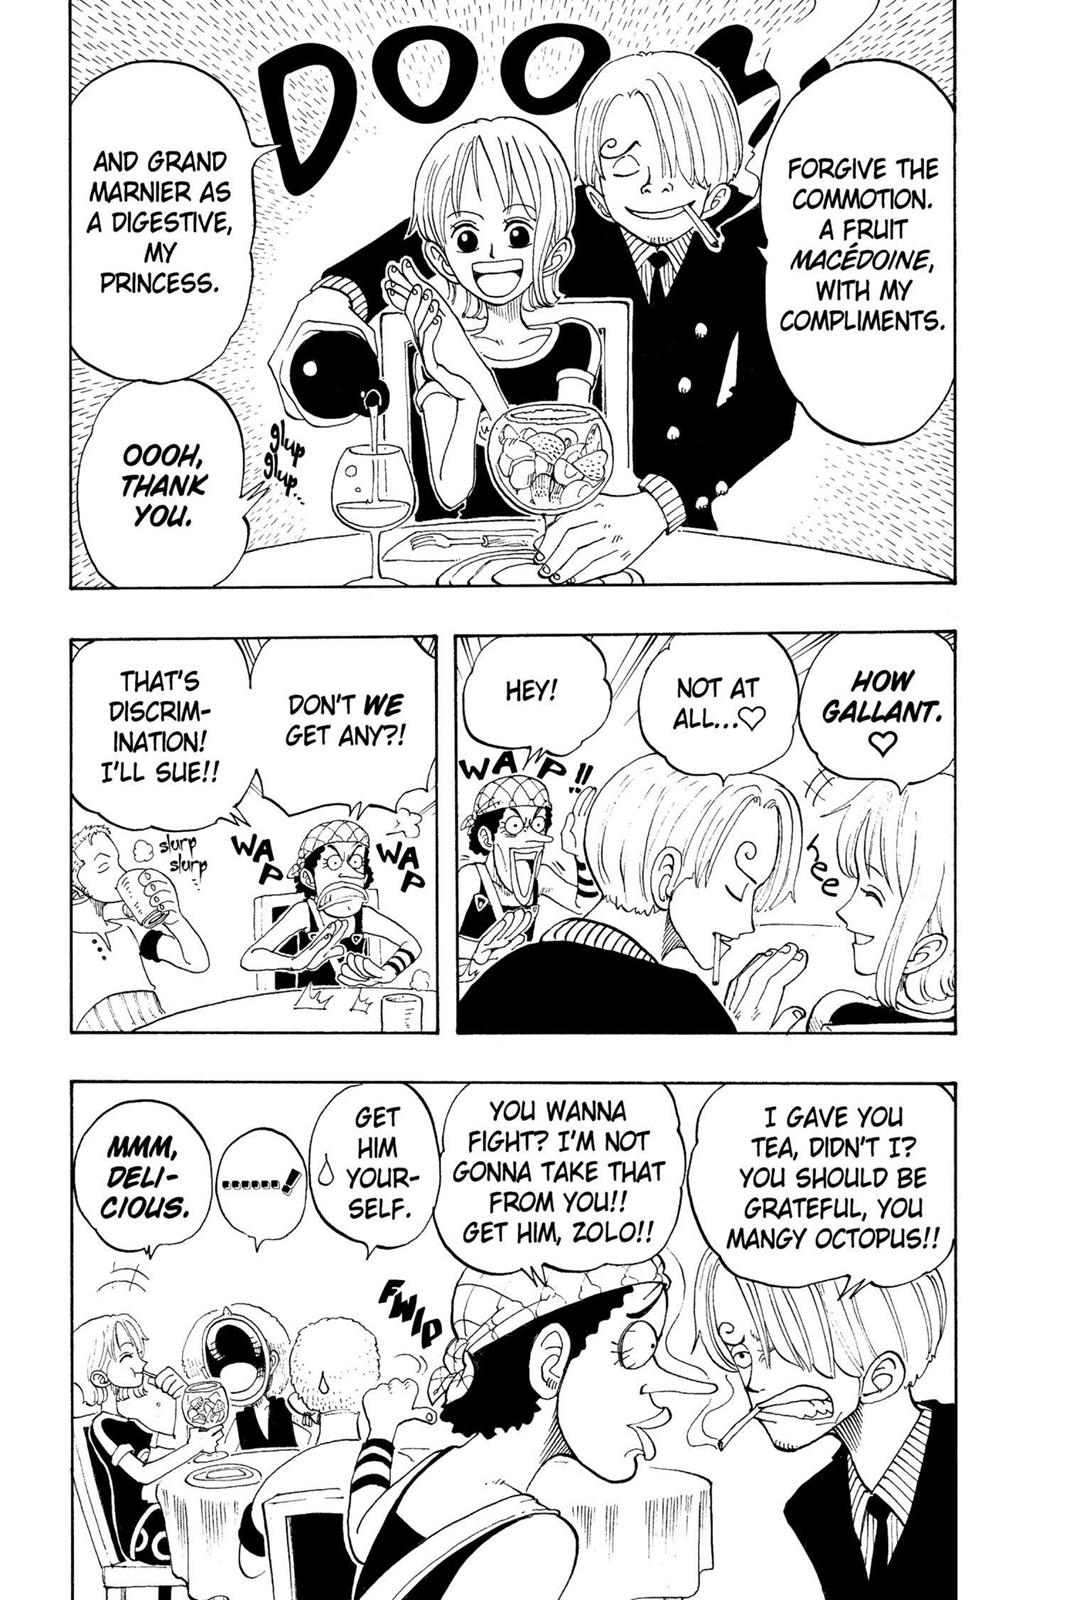 DOOM
FORGIVE THE
COMMOTION.
A FRUIT
MACÉDOINE,
WITH MY
COMPLIMENTS.
AND GRAND
MARNIER AS
A DIGESTIVE,
MY
PRINCESS.
glup
glup...
OOOH,
THANK
YOU.
HOW
GALLANT.
♡
NOT AT
ALL...♡
HEY!
WAP!!
hee
DON'T WE
GET ANY?!
THAT'S
DISCRIM-
INATION!
I'LL SUE!!
WAP
WAP
slurp
slurp
I GAVE YOU
TEA, DIDN'T I?
YOU SHOULD BE
GRATEFUL, YOU
MANGY OCTOPUS!!
YOU WANNA
FIGHT? I'M NOT
GONNA TAKE THAT
FROM YOU!!
GET HIM, ZOLO!!
FWIP
GET
HIM
YOUR-
SELF.
.......!
MMM,
DELI-
CIOUS.